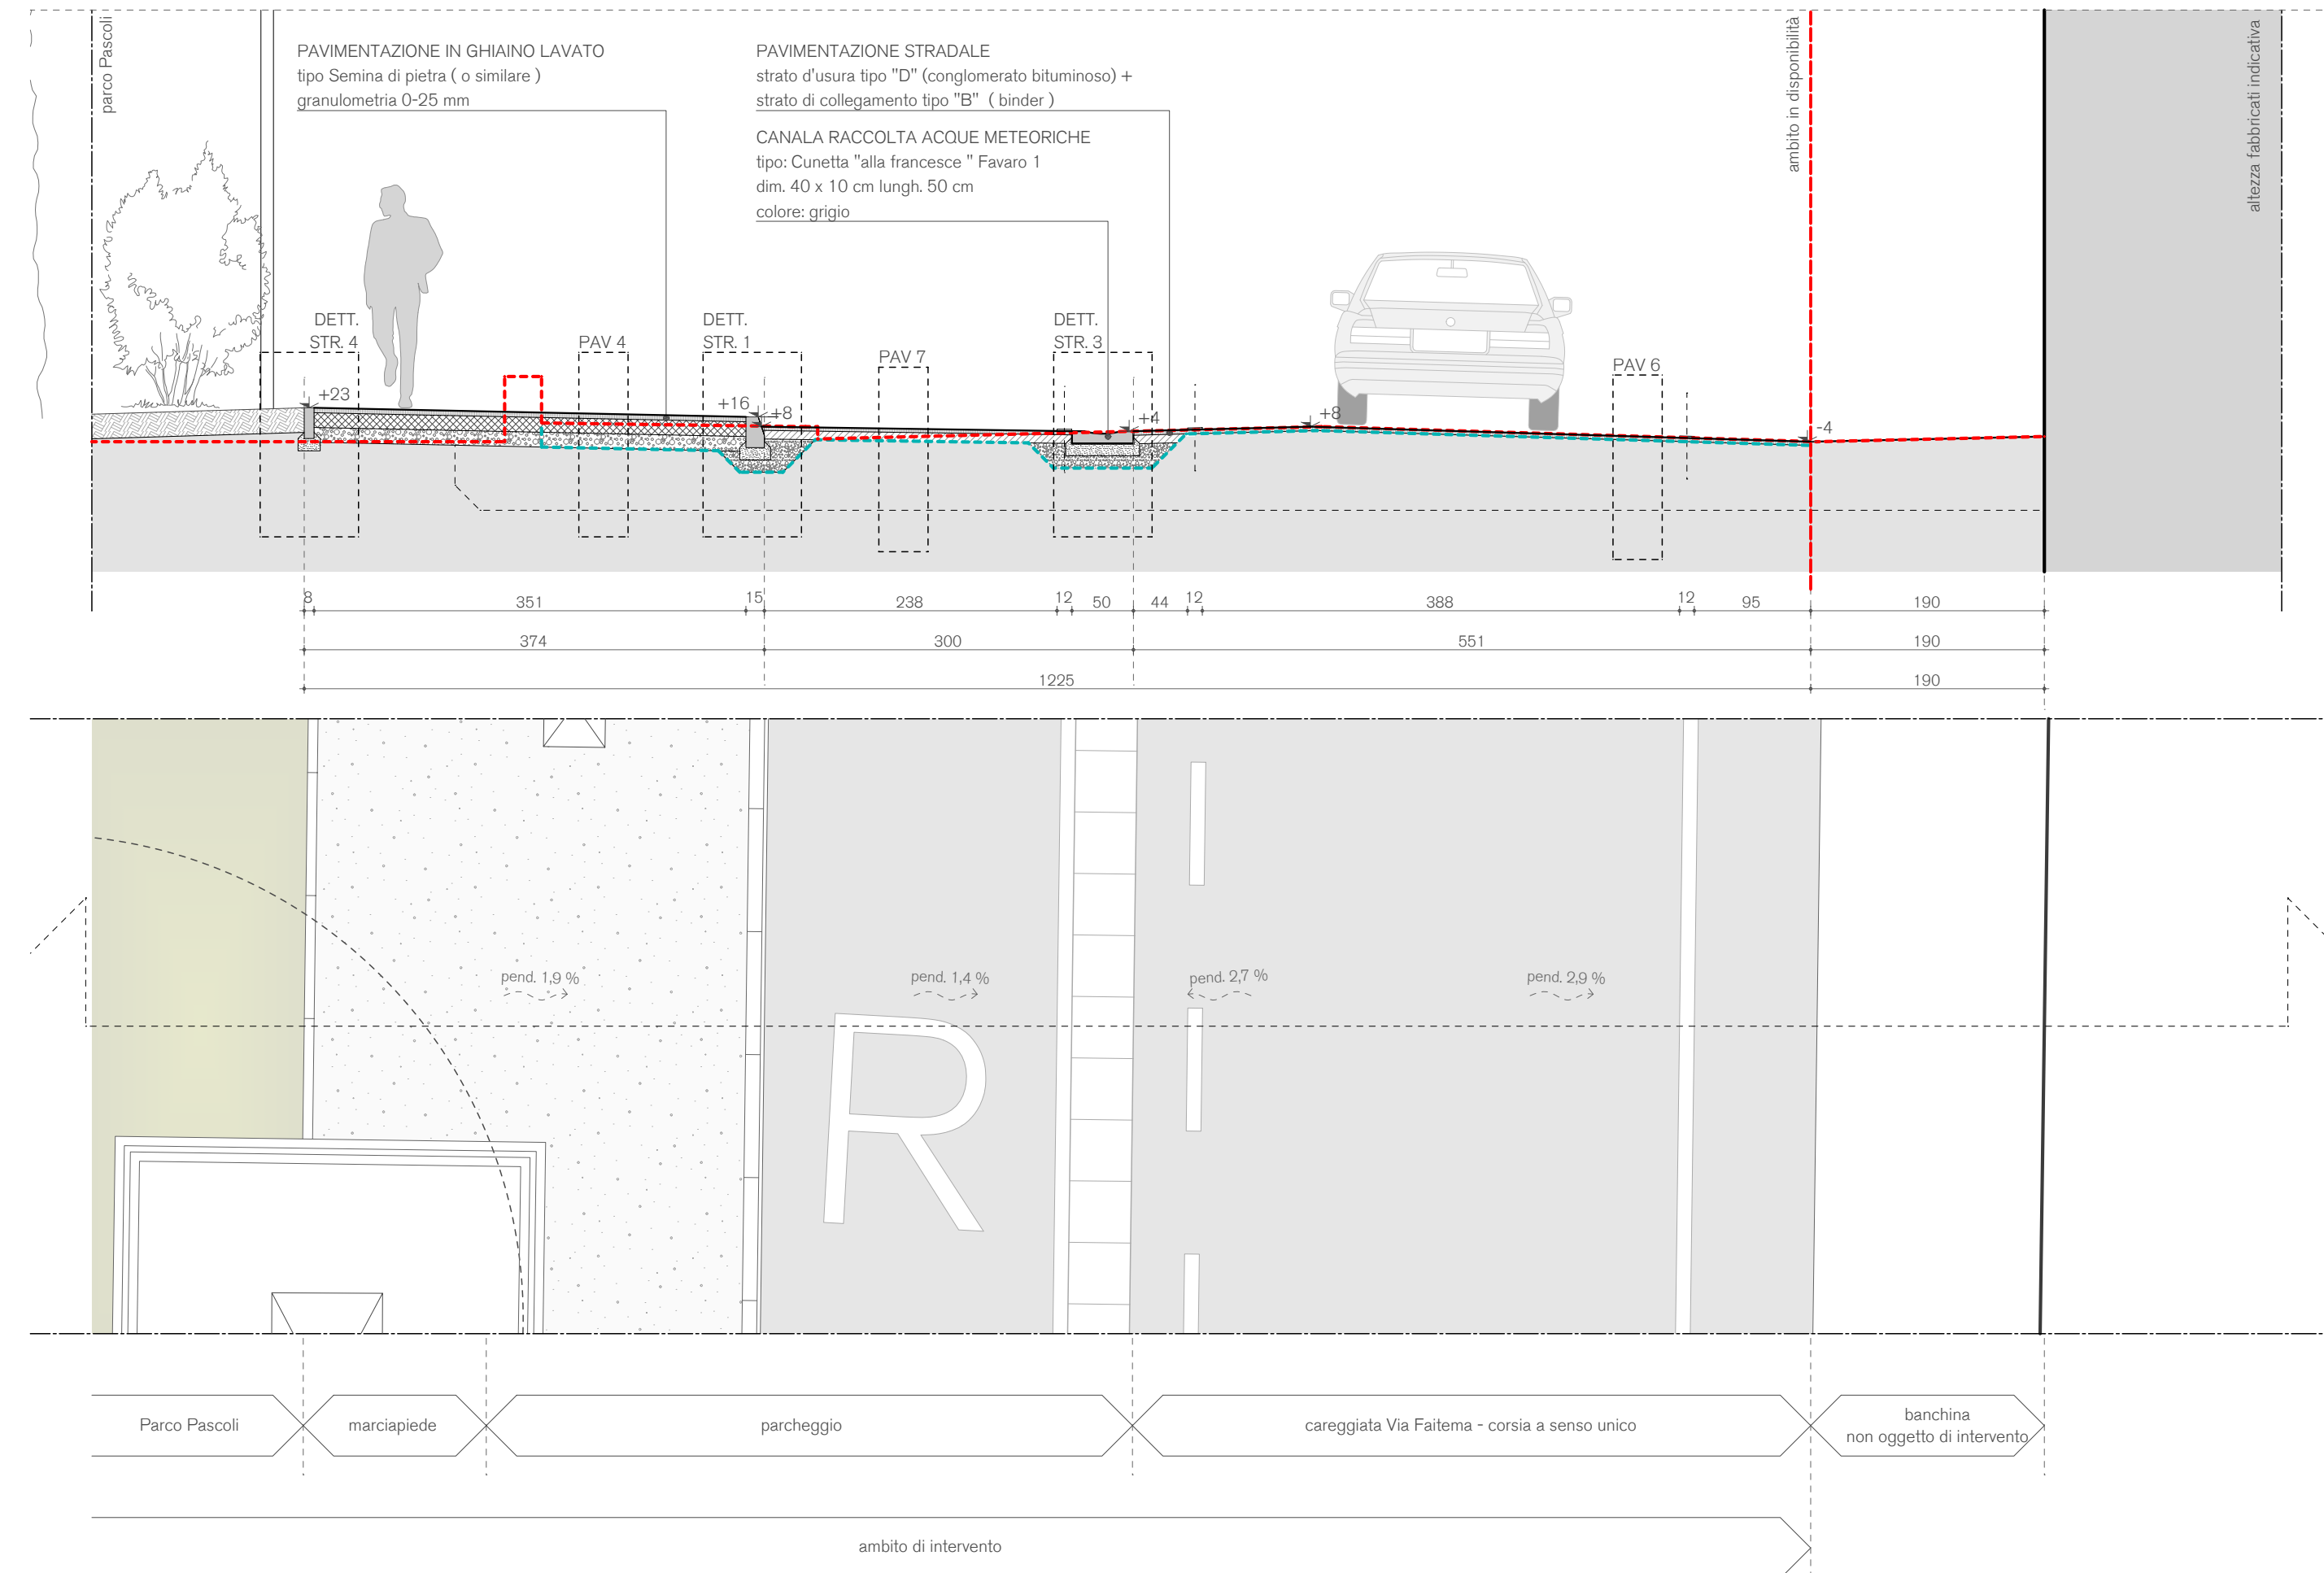 parco Pascoli
PAVIMENTAZIONE IN GHIAINO LAVATO
tipo Semina di pietra ( o similare )
granulometria 0-25 mm
PAVIMENTAZIONE STRADALE
strato d'usura tipo "D" (conglomerato bituminoso) +
strato di collegamento tipo "B" ( binder )
CANALA RACCOLTA ACQUE METEORICHE
tipo: Cunetta "alla francesce " Favaro 1
dim. 40 x 10 cm lungh. 50 cm
colore: grigio
ambito in disponibilità
altezza fabbricati indicativa
DETT.
STR. 4
PAV 4
DETT.
STR. 1
PAV 7
DETT.
STR. 3
PAV 6
+23
+16
+8
+4
+8
-4
8
351
15
238
12
50
44
12
388
12
95
190
374
300
551
190
1225
190
pend. 1,9 %
pend. 1,4 %
pend. 2,7 %
pend. 2,9 %
R
Parco Pascoli
marciapiede
parcheggio
careggiata Via Faitema - corsia a senso unico
banchina
non oggetto di intervento
ambito di intervento